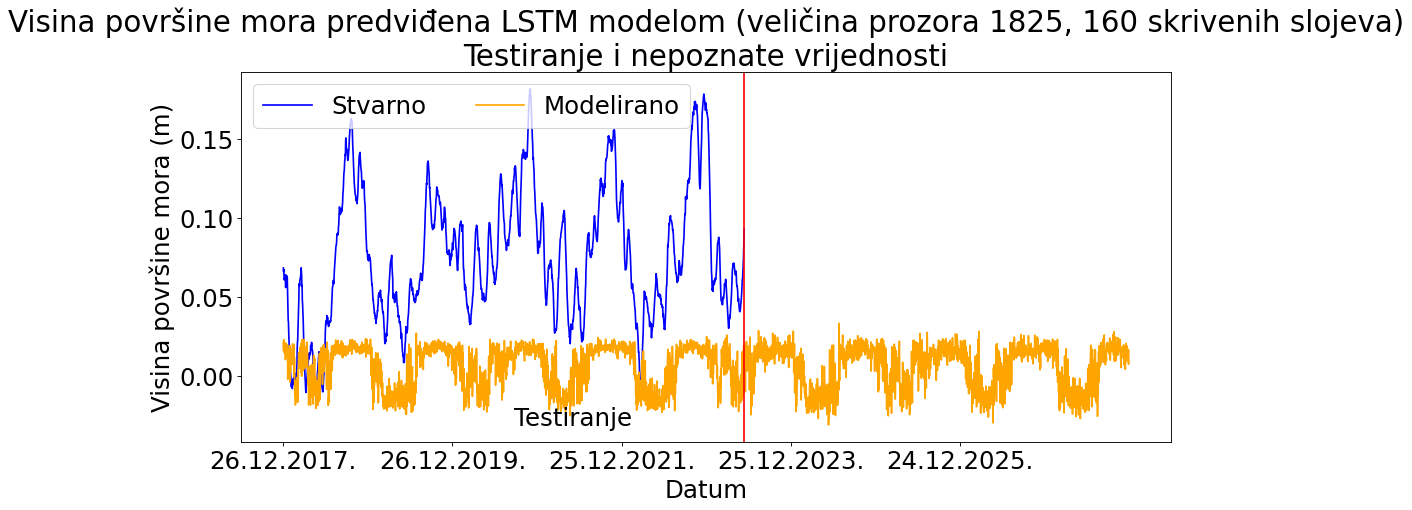 Visina površine mora predviđena LSTM modelom (veličina prozora 1825, 160 skrivenih slojeva)
Testiranje i nepoznate vrijednosti
Stvarno
Modelirano
Visina površine mora (m)
0.15
0.10
0.05
0.00
Testiranje
26.12.2017.
26.12.2019.
25.12.2021.
25.12.2023.
24.12.2025.
Datum